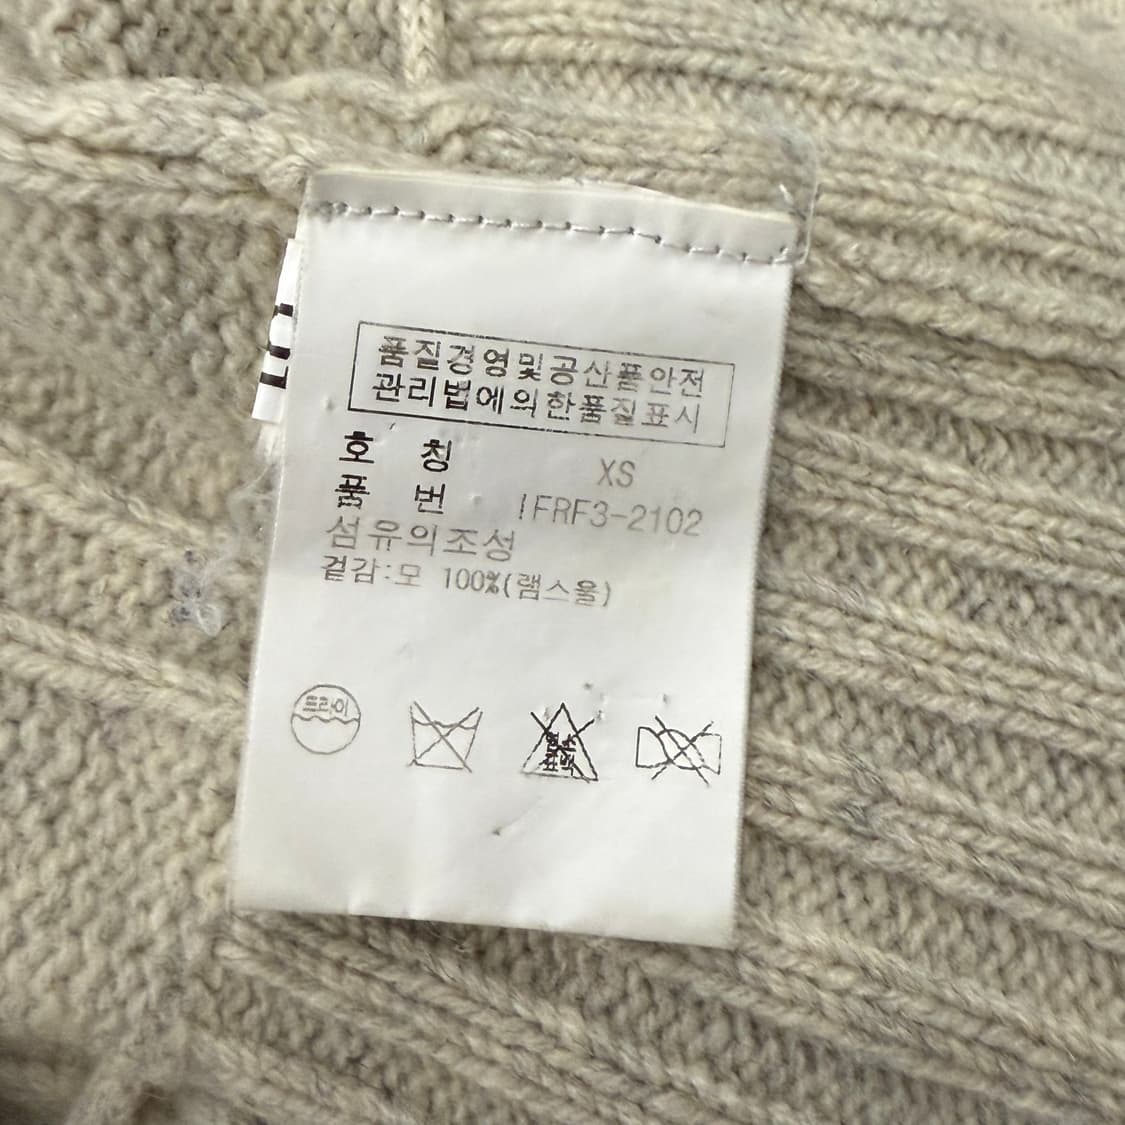 품질경영및공산품안전
관리법에의한품질표시
호 칭 XS
품 번 IFRF3-2102
섬유의조성
겉감:모 100%(램스울)
드라이